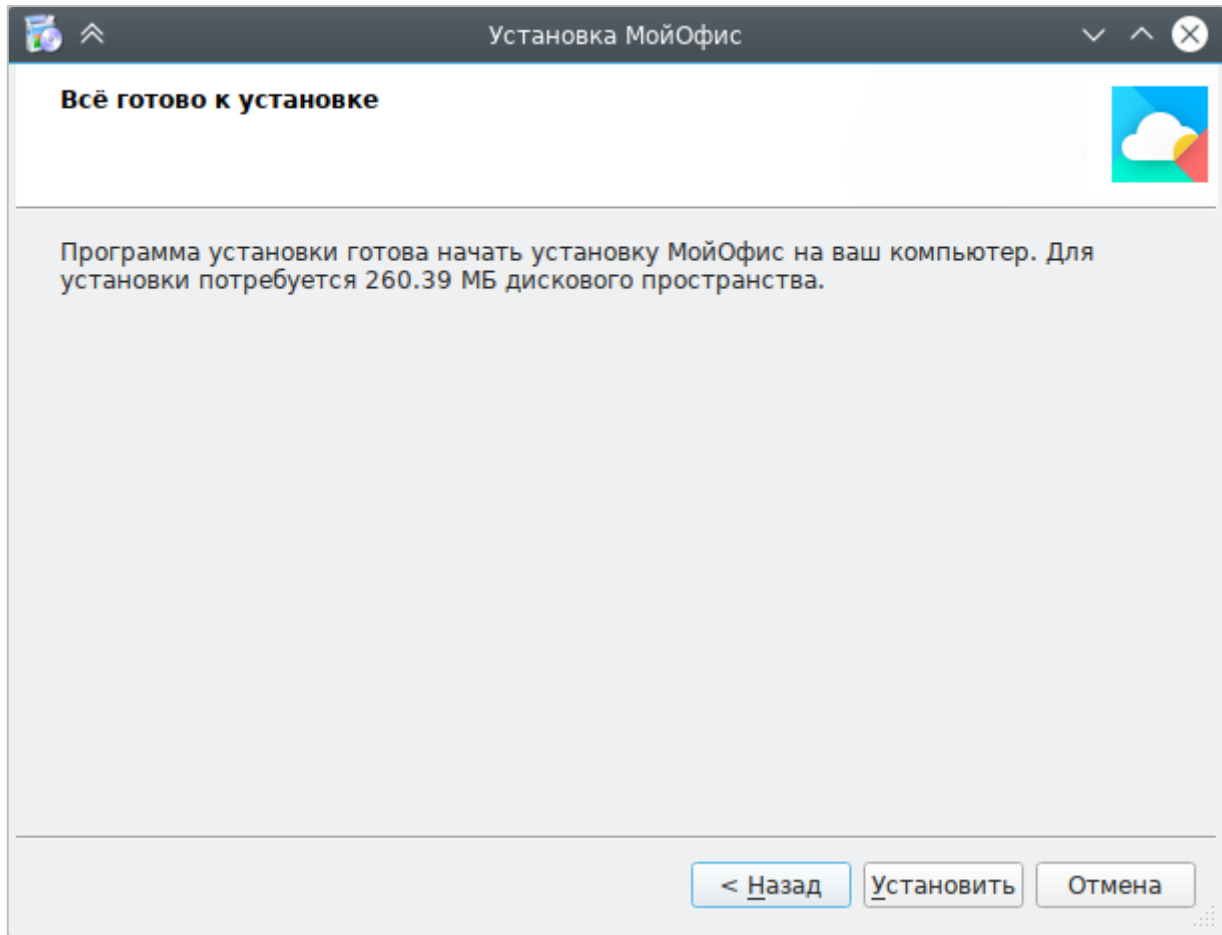 Установка МойОфис
Всё готово к установке
Программа установки готова начать установку МойОфис на ваш компьютер. Для
установки потребуется 260.39 МБ дискового пространства.
< Назад
Установить
Отмена